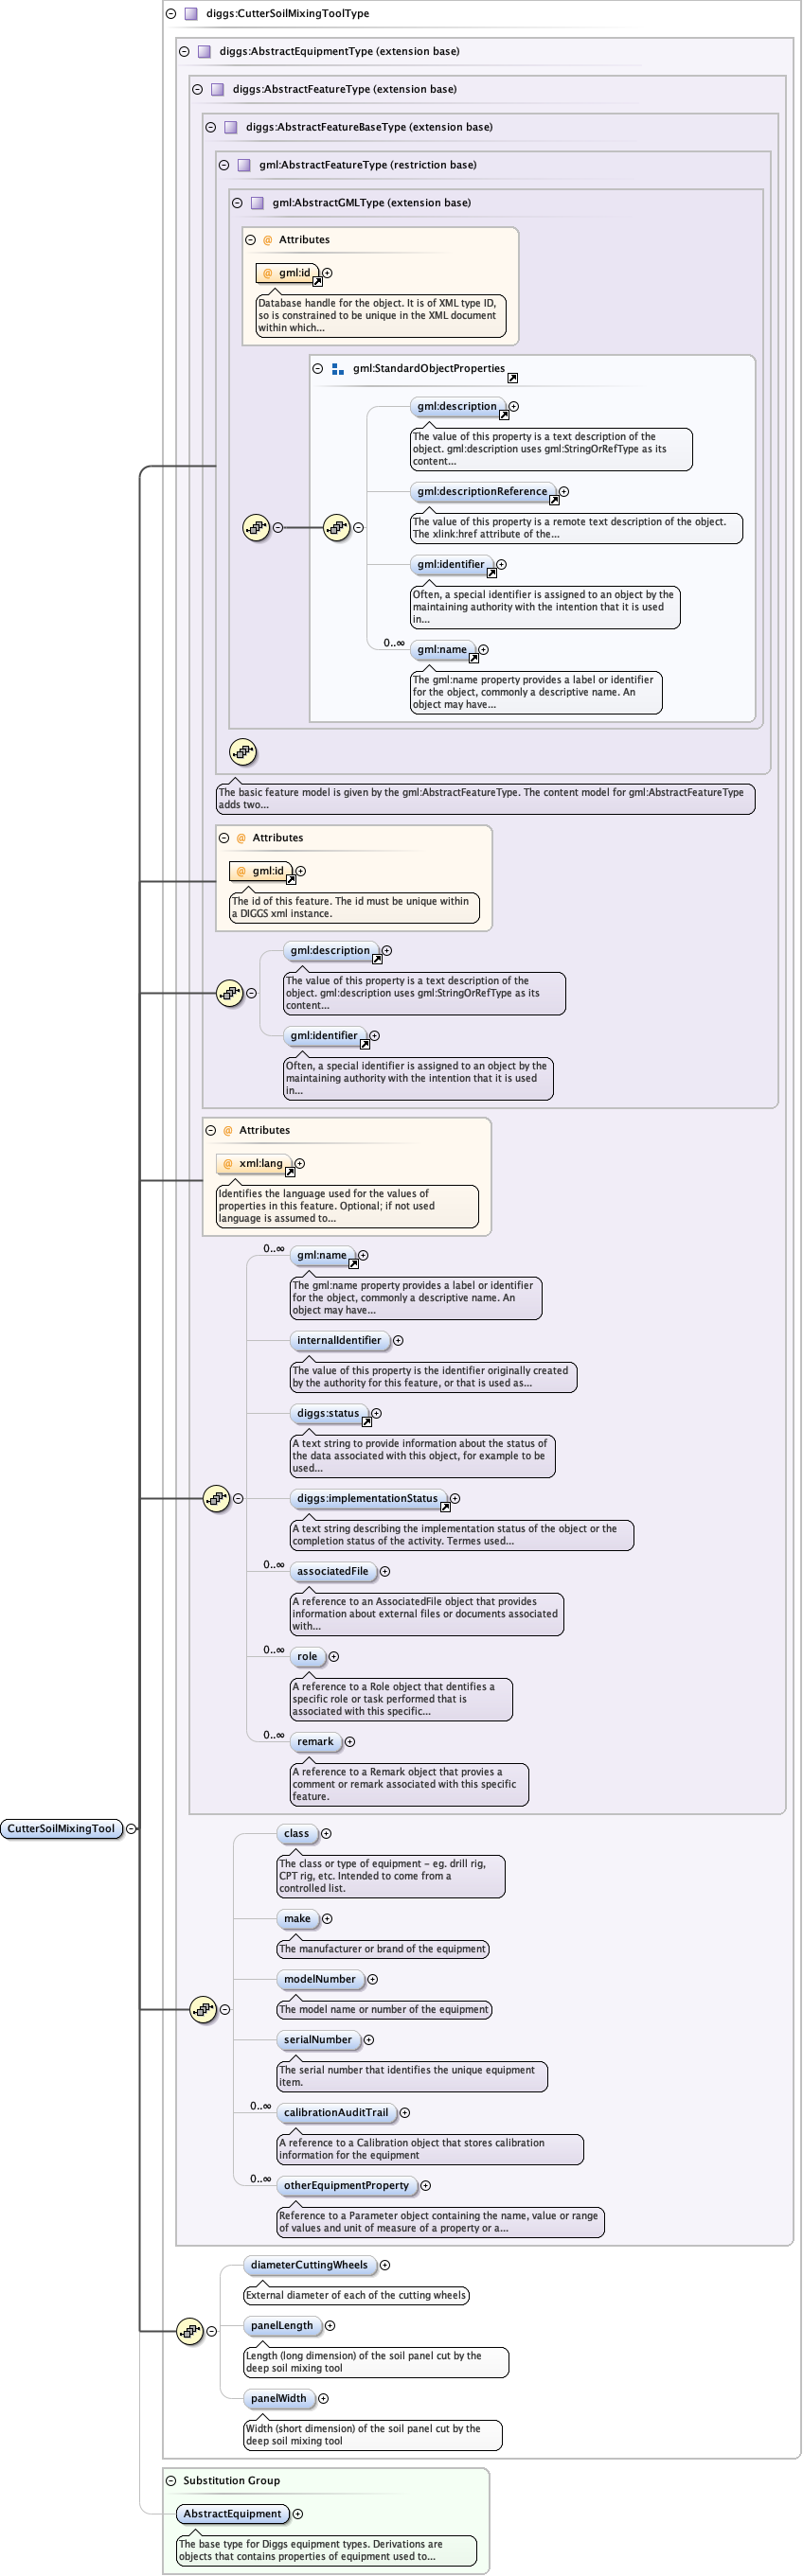 diggs:CutterSoilMixingToolType
diggs:AbstractEquipmentType (extension base)
diggs:AbstractFeatureType (extension base)
diggs:AbstractFeatureBaseType (extension base)
gml:AbstractFeatureType (restriction base)
gml:AbstractGMLType (extension base)
@ Attributes
@ gml:id
Database handle for the object. It is of XML type ID,
so is constrained to be unique in the XML document
within which...
gml:StandardObjectProperties
gml:description
The value of this property is a text description of the
object. gml:description uses gml:StringOrRefType as its
content...
gml:descriptionReference
The value of this property is a remote text description of the object.
The xlink:href attribute of the...
gml:identifier
Often, a special identifier is assigned to an object by the
maintaining authority with the intention that it is used
in...
0..∞
gml:name
The gml:name property provides a label or identifier
for the object, commonly a descriptive name. An
object may have...
The basic feature model is given by the gml:AbstractFeatureType. The content model for gml:AbstractFeatureType
adds two...
@ Attributes
@ gml:id
The id of this feature. The id must be unique within
a DIGGS xml instance.
gml:description
The value of this property is a text description of the
object. gml:description uses gml:StringOrRefType as its
content...
gml:identifier
Often, a special identifier is assigned to an object by the
maintaining authority with the intention that it is used
in...
@ Attributes
@ xml:lang
Identifies the language used for the values of
properties in this feature. Optional; if not used
language is assumed to...
0..∞
gml:name
The gml:name property provides a label or identifier
for the object, commonly a descriptive name. An
object may have...
internalIdentifier
The value of this property is the identifier originally created
by the authority for this feature, or that is used as...
diggs:status
A text string to provide information about the status of
the data associated with this object, for example to be
used...
diggs:implementationStatus
A text string describing the implementation status of the object or the
completion status of the activity. Termes used...
0..∞
associatedFile
A reference to an AssociatedFile object that provides
information about external files or documents associated
with...
0..∞
role
A reference to a Role object that dentifies a
specific role or task performed that is
associated with this specific...
0..∞
remark
A reference to a Remark object that provies a
comment or remark associated with this specific
feature.
CutterSoilMixingTool
class
The class or type of equipment - eg. drill rig,
CPT rig, etc. Intended to come from a
controlled list.
make
The manufacturer or brand of the equipment
modelNumber
The model name or number of the equipment
serialNumber
The serial number that identifies the unique equipment
item.
0..∞
calibrationAuditTrail
A reference to a Calibration object that stores calibration
information for the equipment
0..∞
otherEquipmentProperty
Reference to a Parameter object containing the name, value or range
of values and unit of measure of a property or a...
diameterCuttingWheels
External diameter of each of the cutting wheels
panelLength
Length (long dimension) of the soil panel cut by the
deep soil mixing tool
panelWidth
Width (short dimension) of the soil panel cut by the
deep soil mixing tool
Substitution Group
AbstractEquipment
The base type for Diggs equipment types. Derivations are
objects that contains properties of equipment used to...